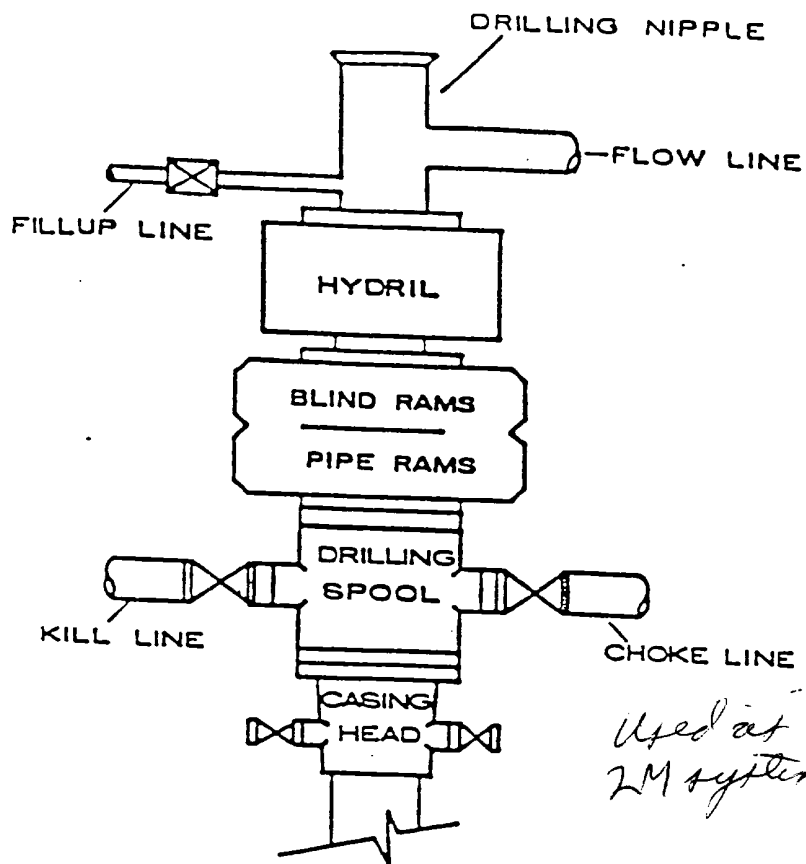 DRILLING NIPPLE
FLOW LINE
FILLUP LINE
HYDRIL
BLIND RAMS
PIPE RAMS
DRILLING
SPOOL
KILL LINE
CHOKE LINE
CASING
HEAD
Used as
2M system